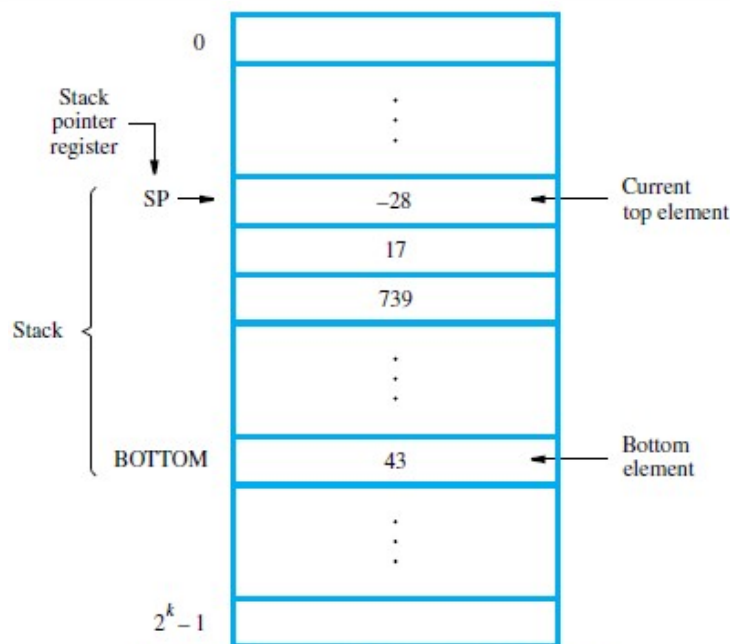 0
Stack
pointer
register
SP
–28
Current
top element
17
739
Stack
BOTTOM
43
Bottom
element
2^k – 1